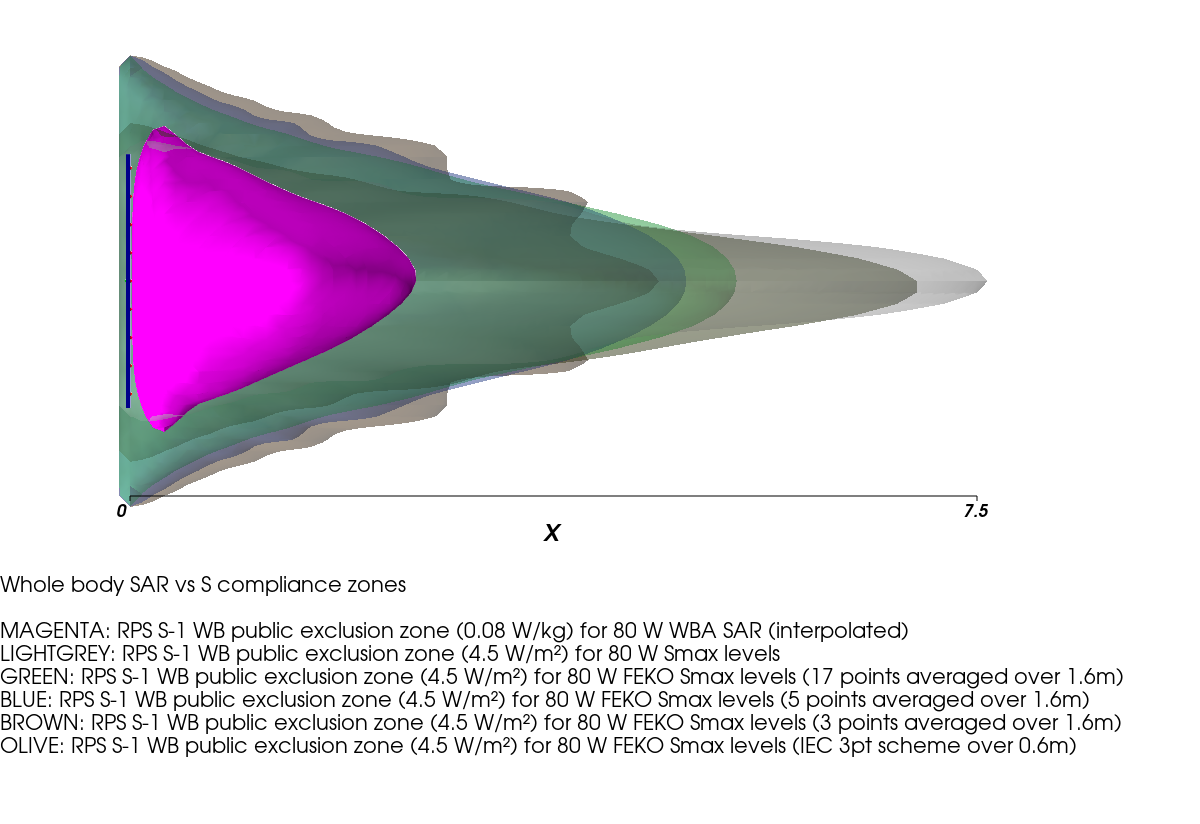 0
7.5
X
Whole body SAR vs S compliance zones
MAGENTA: RPS S-1 WB public exclusion zone (0.08 W/kg) for 80 W WBA SAR (interpolated)
LIGHTGREY: RPS S-1 WB public exclusion zone (4.5 W/m²) for 80 W Smax levels
GREEN: RPS S-1 WB public exclusion zone (4.5 W/m²) for 80 W FEKO Smax levels (17 points averaged over 1.6m)
BLUE: RPS S-1 WB public exclusion zone (4.5 W/m²) for 80 W FEKO Smax levels (5 points averaged over 1.6m)
BROWN: RPS S-1 WB public exclusion zone (4.5 W/m²) for 80 W FEKO Smax levels (3 points averaged over 1.6m)
OLIVE: RPS S-1 WB public exclusion zone (4.5 W/m²) for 80 W FEKO Smax levels (IEC 3pt scheme over 0.6m)